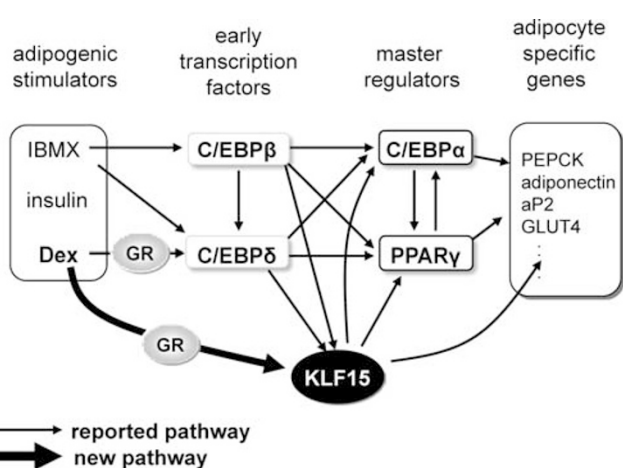 adipogenic
stimulators
early
transcription
factors
master
regulators
adipocyte
specific
genes
IBMX
insulin
Dex
GR
C/EBPβ
C/EBPδ
C/EBPα
PPARγ
PEPCK
adiponectin
aP2
GLUT4
GR
KLF15
reported pathway
new pathway